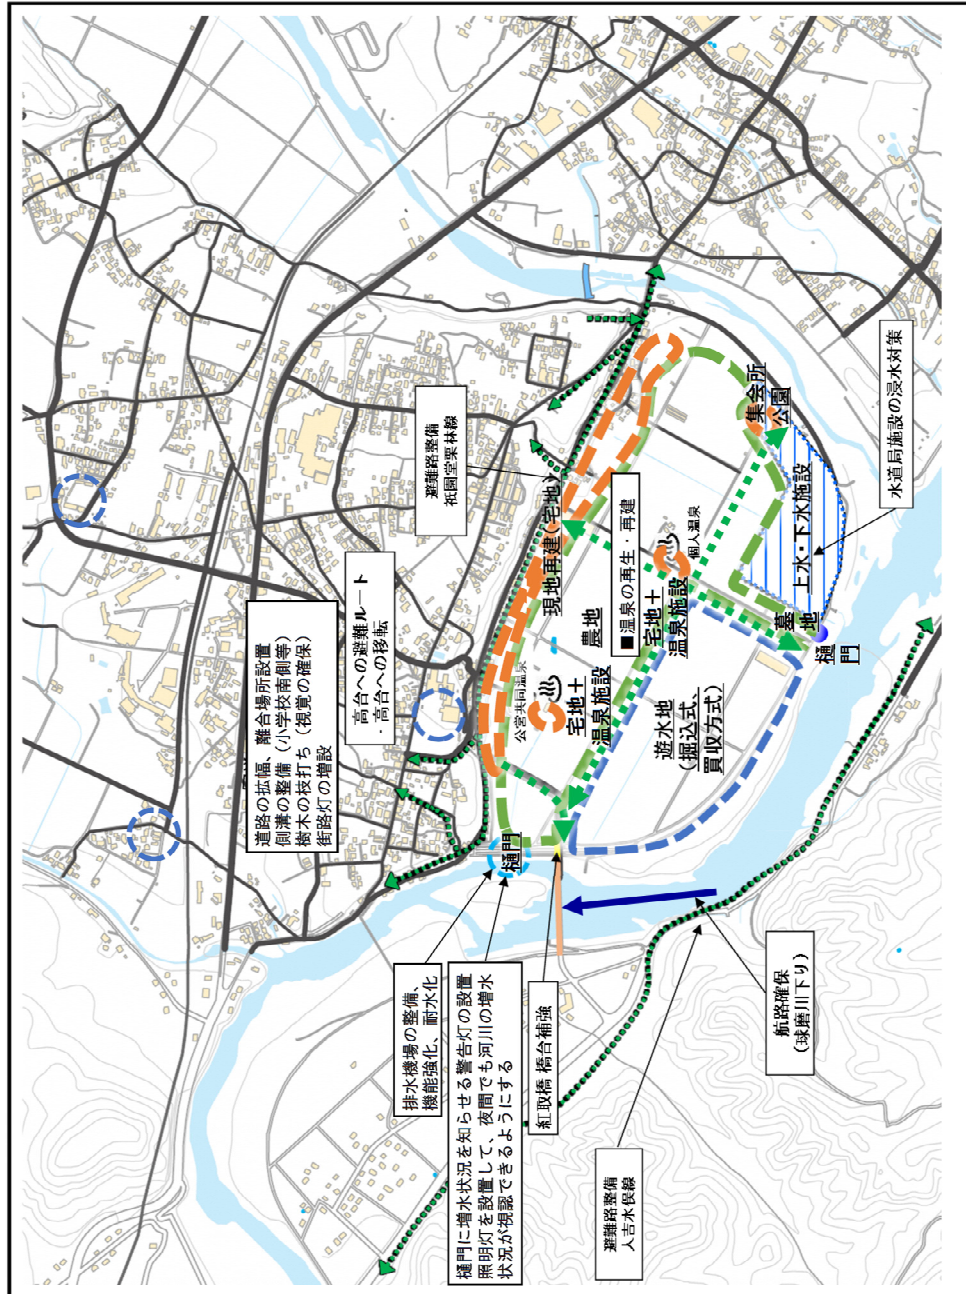 道路の拡幅、離合場所設置
側溝の整備（小学校南側等）
樹木の枝打ち（視覚の確保）
街路灯の増設
・高台への避難ルート
・高台への移転
避難路整備
祇園堂栗林線
排水機場の整備、
機能強化、耐水化
樋門に増水状況を知らせる警告灯の設置
照明灯を設置して、夜間でも河川の増水
状況が視認できるようにする
紅取橋 橋台補強
避難路整備
人吉水俣線
航路確保
（球磨川下り）
樋門
公営共同温泉
宅地＋
温泉施設
現地再建（宅地）
農地
■温泉の再生・再建
宅地＋
温泉施設
個人温泉
遊水地
（掘込式、
買収方式）
集会所
公園
上水・下水施設
墓
地
樋
門
水道局施設の浸水対策